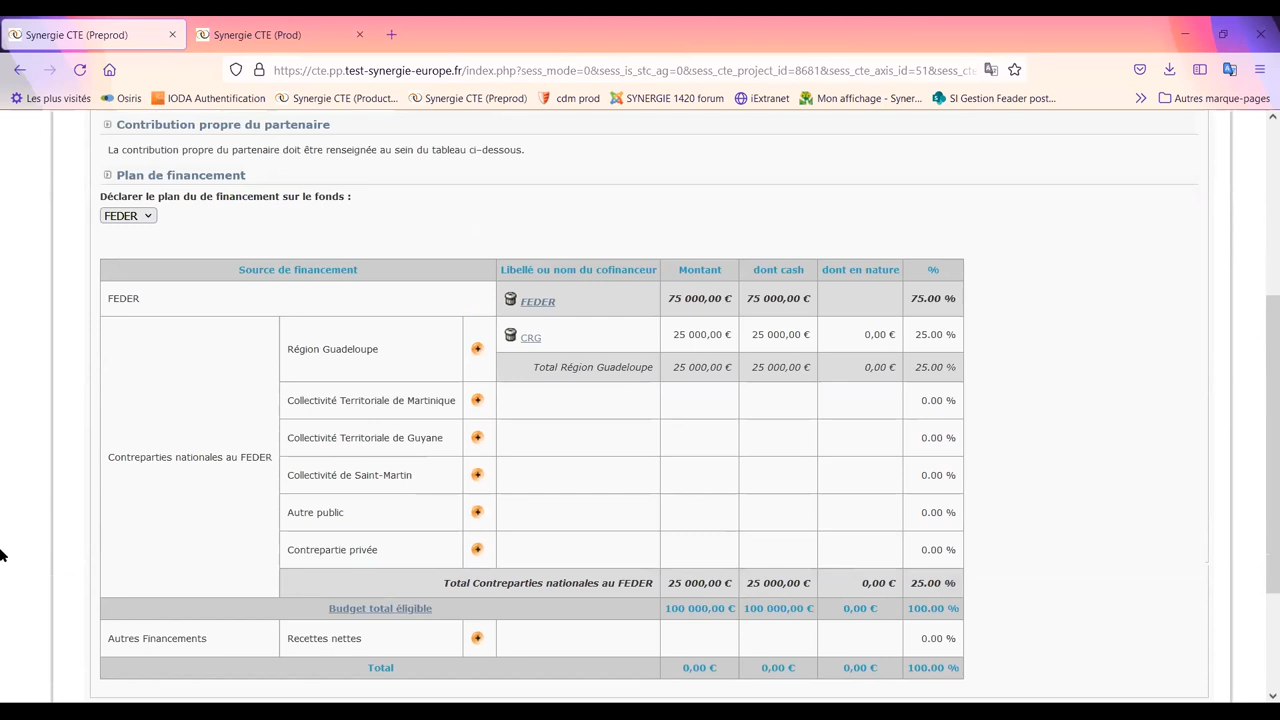 Synergie CTE (Preprod)
Synergie CTE (Prod)
https://cte.pp.test-synergie-europe.fr/index.php?sess_mode=0&sess_is_stc_ag=0&sess_cte_project_id=8681&sess_cte_axis_id=51&sess_cte
Les plus visités Osiris IODA Authentification Synergie CTE (Product... Synergie CTE (Preprod) cdm prod SYNERGIE 1420 forum iExtranet Mon affichage - Syner... SI Gestion Feader post... Autres marque-pages
Contribution propre du partenaire
La contribution propre du partenaire doit être renseignée au sein du tableau ci-dessous.
Plan de financement
Déclarer le plan du de financement sur le fonds :
FEDER
Source de financement Libellé ou nom du cofinanceur Montant dont cash dont en nature %
FEDER FEDER 75 000,00 € 75 000,00 € 75.00 %
Contreparties nationales au FEDER
Région Guadeloupe
CRG 25 000,00 € 25 000,00 € 0,00 € 25.00 %
Total Région Guadeloupe 25 000,00 € 25 000,00 € 0,00 € 25.00 %
Collectivité Territoriale de Martinique 0.00 %
Collectivité Territoriale de Guyane 0.00 %
Collectivité de Saint-Martin 0.00 %
Autre public 0.00 %
Contrepartie privée 0.00 %
Total Contreparties nationales au FEDER 25 000,00 € 25 000,00 € 0,00 € 25.00 %
Budget total éligible 100 000,00 € 100 000,00 € 0,00 € 100.00 %
Autres Financements Recettes nettes 0.00 %
Total 0,00 € 0,00 € 0,00 € 100.00 %